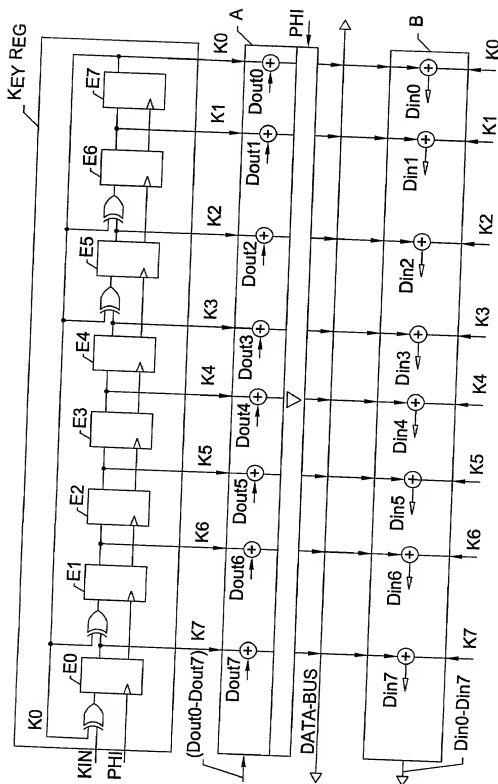 KEY REG
K0
KIN
PHI
E0
E1
E2
E3
E4
E5
E6
E7
K7
K6
K5
K4
K3
K2
K1
K0
A
(Dout0-Dout7)
Dout7
Dout6
Dout5
Dout4
Dout3
Dout2
Dout1
Dout0
PHI
DATA-BUS
B
Din7
Din6
Din5
Din4
Din3
Din2
Din1
Din0
K7
K6
K5
K4
K3
K2
K1
K0
Din0-Din7